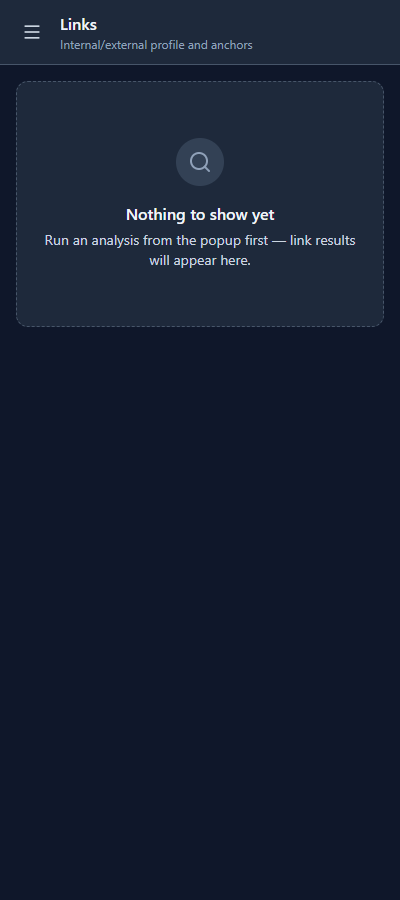 Links
Internal/external profile and anchors
Nothing to show yet
Run an analysis from the popup first — link results
will appear here.